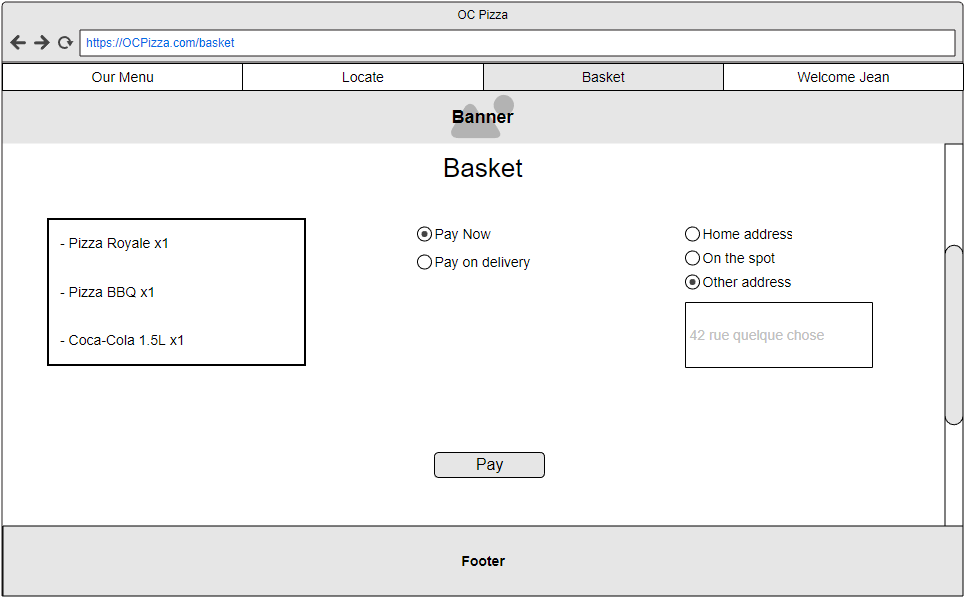 OC Pizza
https://OCPizza.com/basket
Our Menu
Locate
Basket
Welcome Jean
Banner
Basket
- Pizza Royale x1
- Pizza BBQ x1
- Coca-Cola 1.5L x1
Pay Now
Pay on delivery
Home address
On the spot
Other address
42 rue quelque chose
Pay
Footer